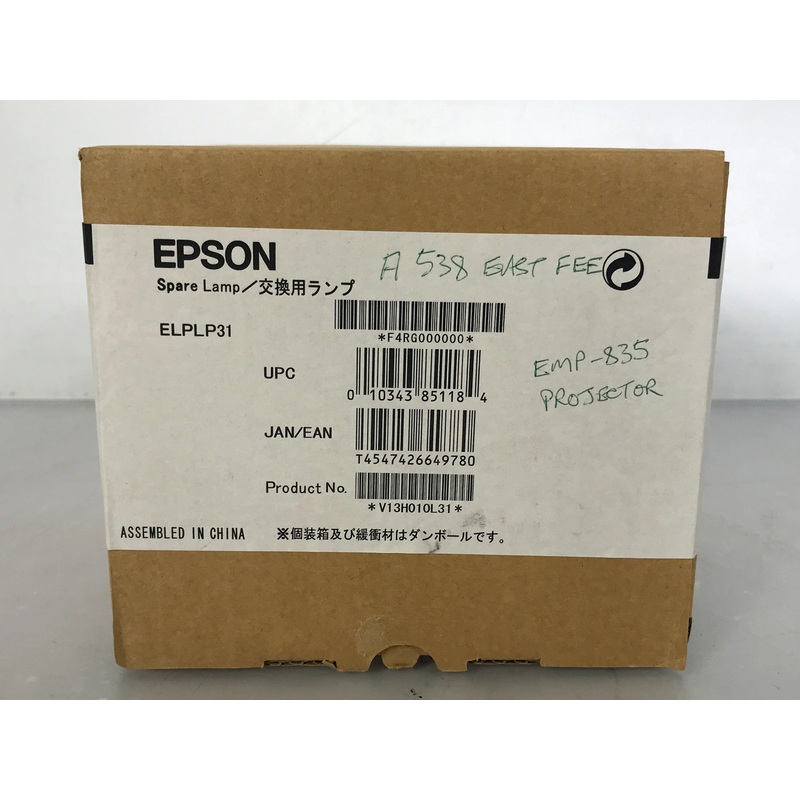 EPSON
A 538 EAST FEE
Spare Lamp／交換用ランプ
ELPLP31
*F4RG000000*
UPC
0 10343 85118 4
EMP-835
PROJECTOR
JAN/EAN
T4547426649780
Product No.
*V13H010L31*
ASSEMBLED IN CHINA
※個装箱及び緩衝材はダンボールです。